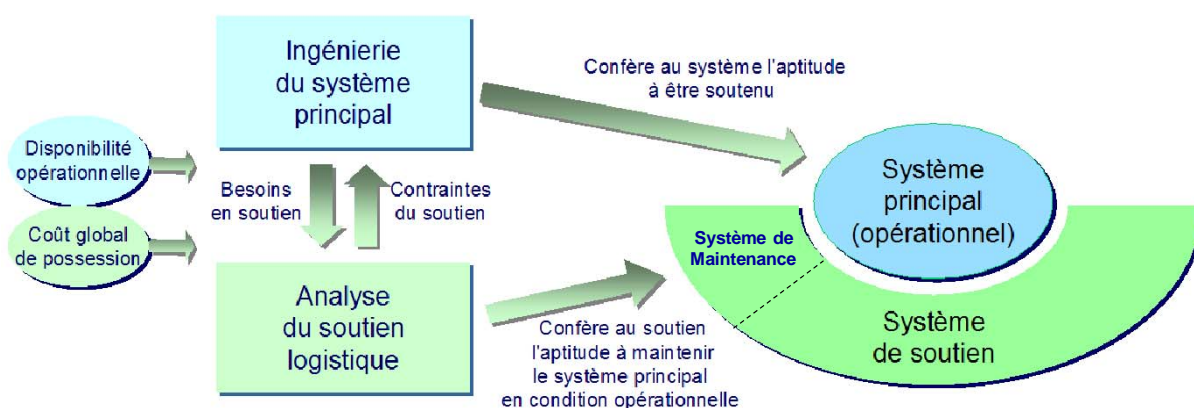 Ingénierie
du système
principal
Confère au système l'aptitude
à être soutenu
Disponibilité
opérationnelle
Besoins
en soutien
Contraintes
du soutien
Système
principal
(opérationnel)
Coût global
de possession
Système de
Maintenance
Analyse
du soutien
logistique
Confère au soutien
l'aptitude à maintenir
le système principal
en condition opérationnelle
Système
de soutien